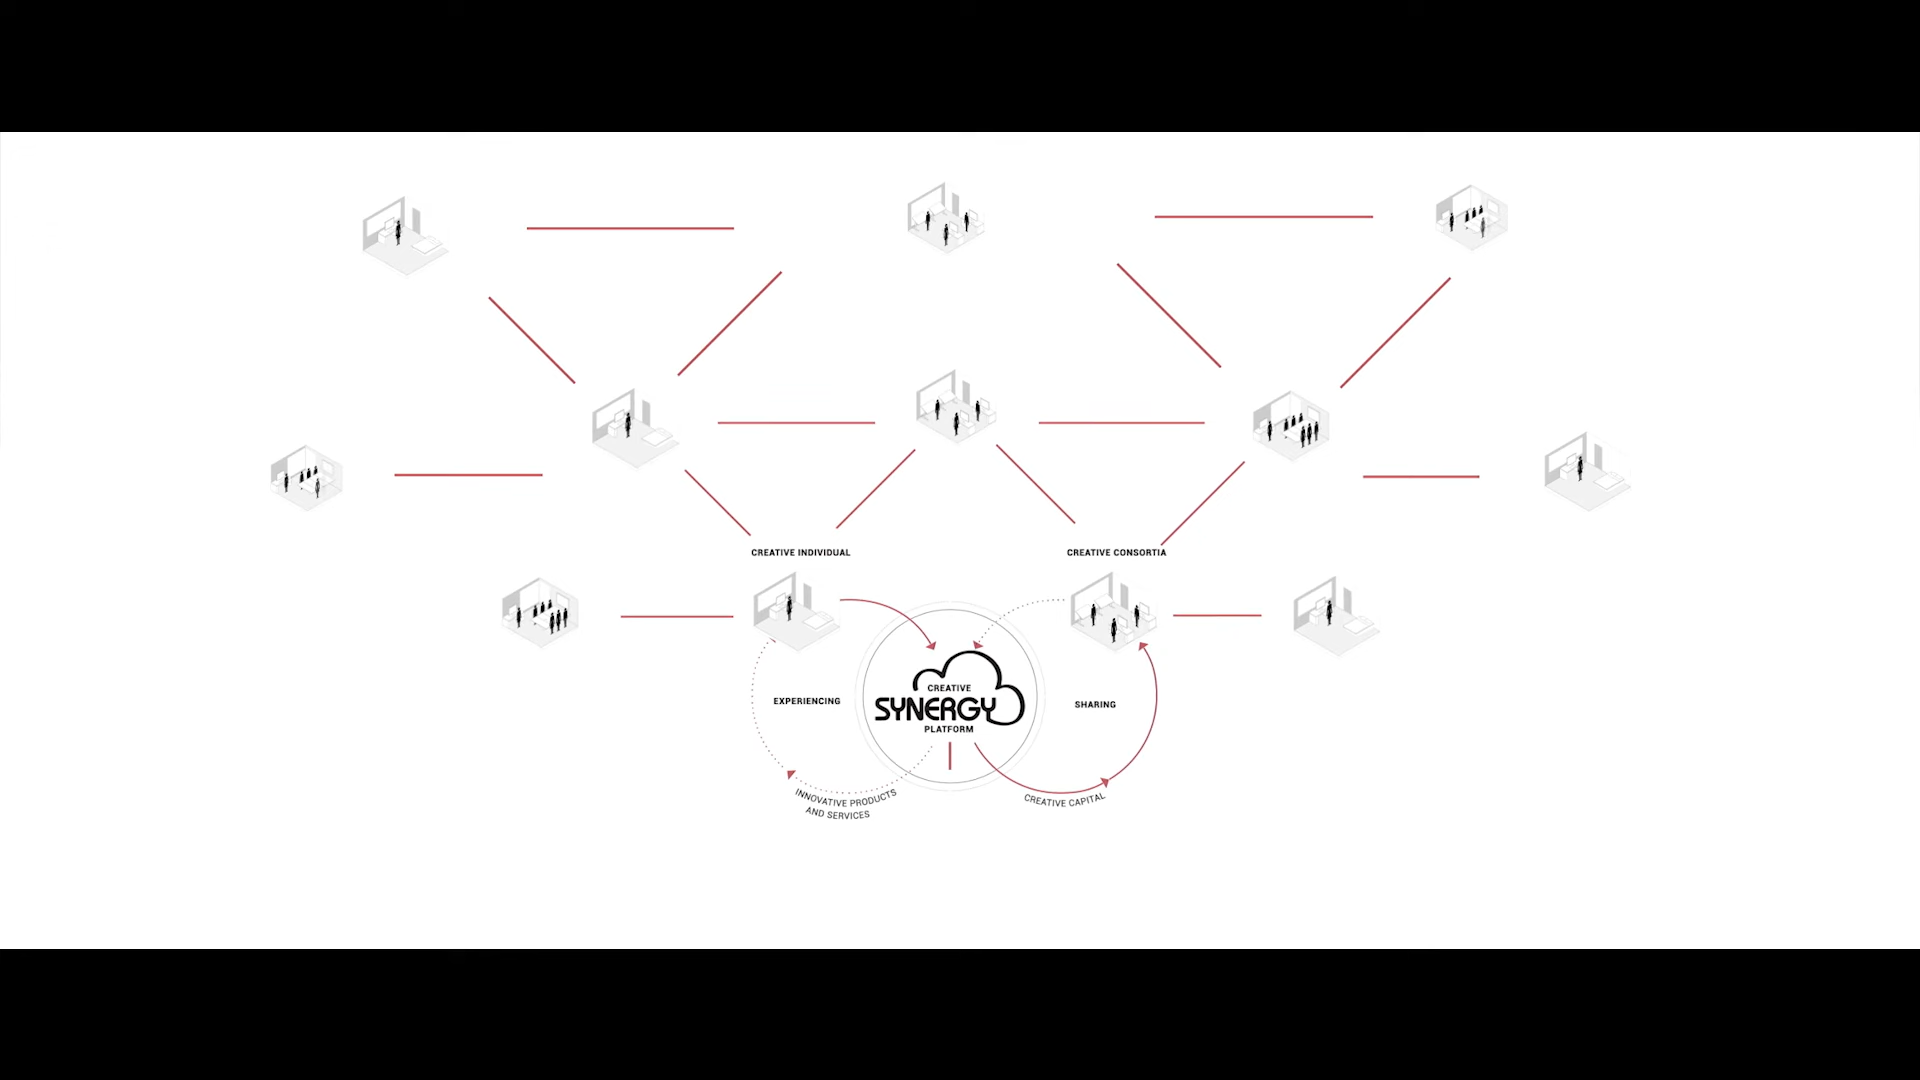 CREATIVE INDIVIDUAL
CREATIVE CONSORTIA
EXPERIENCING
CREATIVE
SYNERGY
PLATFORM
SHARING
INNOVATIVE PRODUCTS
AND SERVICES
CREATIVE CAPITAL